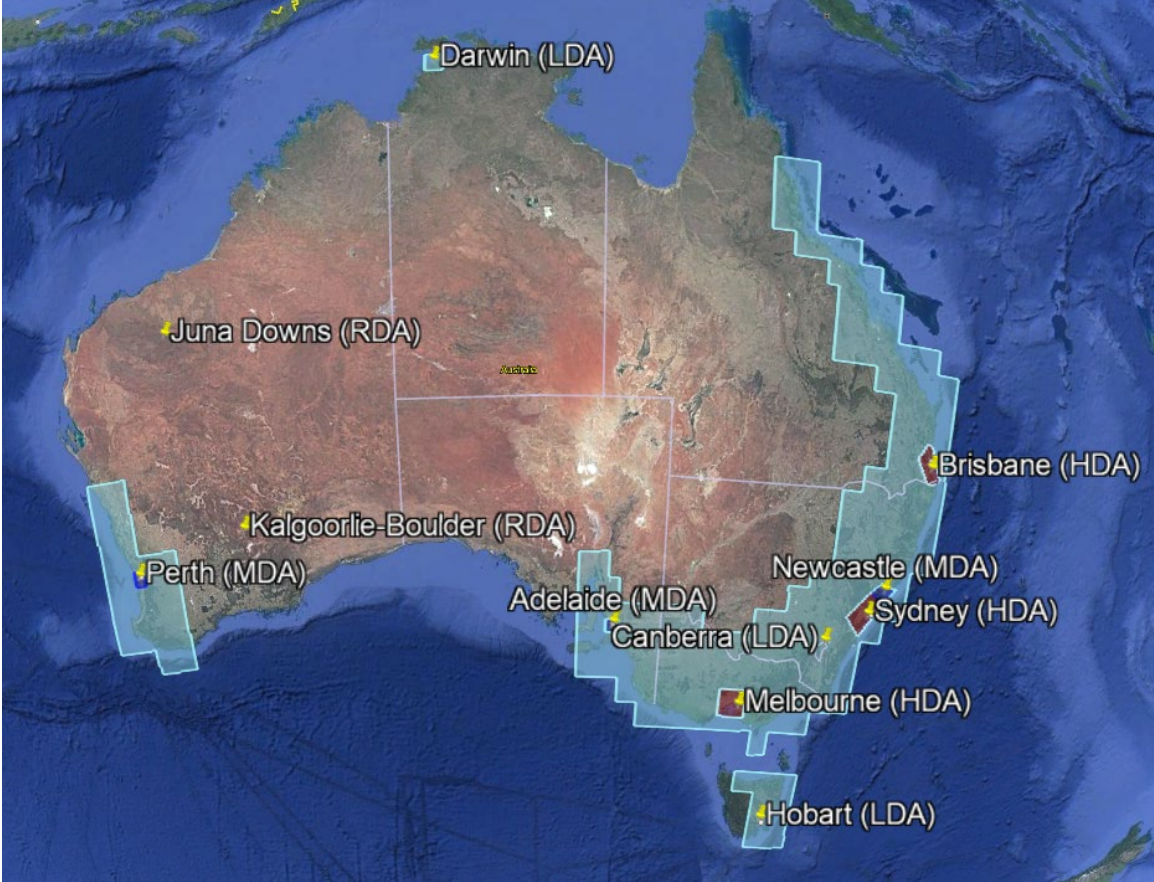 Darwin (LDA)
Juna Downs (RDA)
Australia
Brisbane (HDA)
Kalgoorlie-Boulder (RDA)
Perth (MDA)
Newcastle (MDA)
Adelaide (MDA)
Sydney (HDA)
Canberra (LDA)
Melbourne (HDA)
Hobart (LDA)